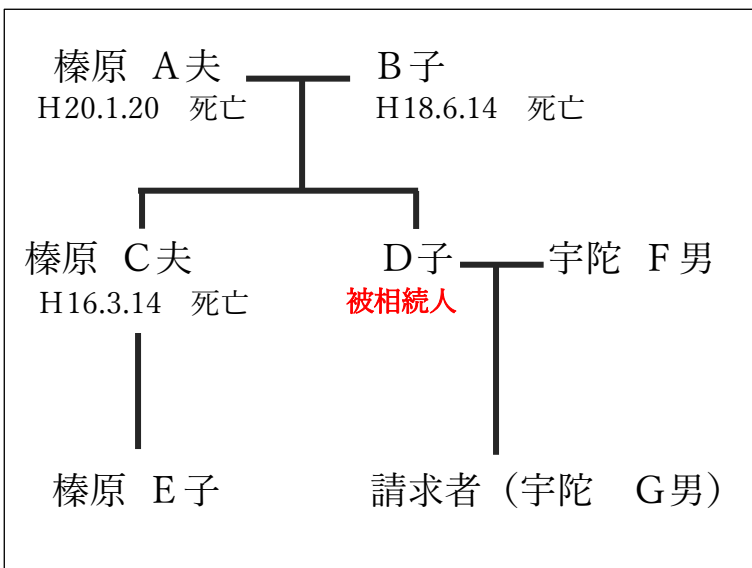 榛原 Ａ夫 Ｂ子
Ｈ20.1.20 死亡 Ｈ18.6.14 死亡
榛原 Ｃ夫 Ｄ子 宇陀 Ｆ男
Ｈ16.3.14 死亡 被相続人
榛原 Ｅ子 請求者（宇陀 Ｇ男）